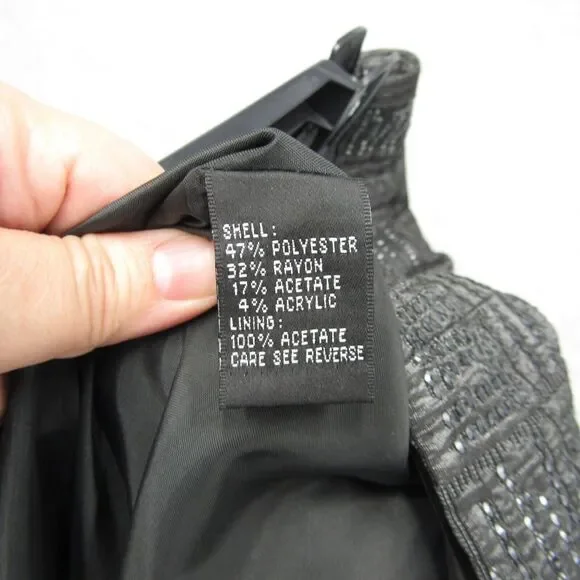 SHELL:
47% POLYESTER
32% RAYON
17% ACETATE
4% ACRYLIC
LINING:
100% ACETATE
CARE SEE REVERSE